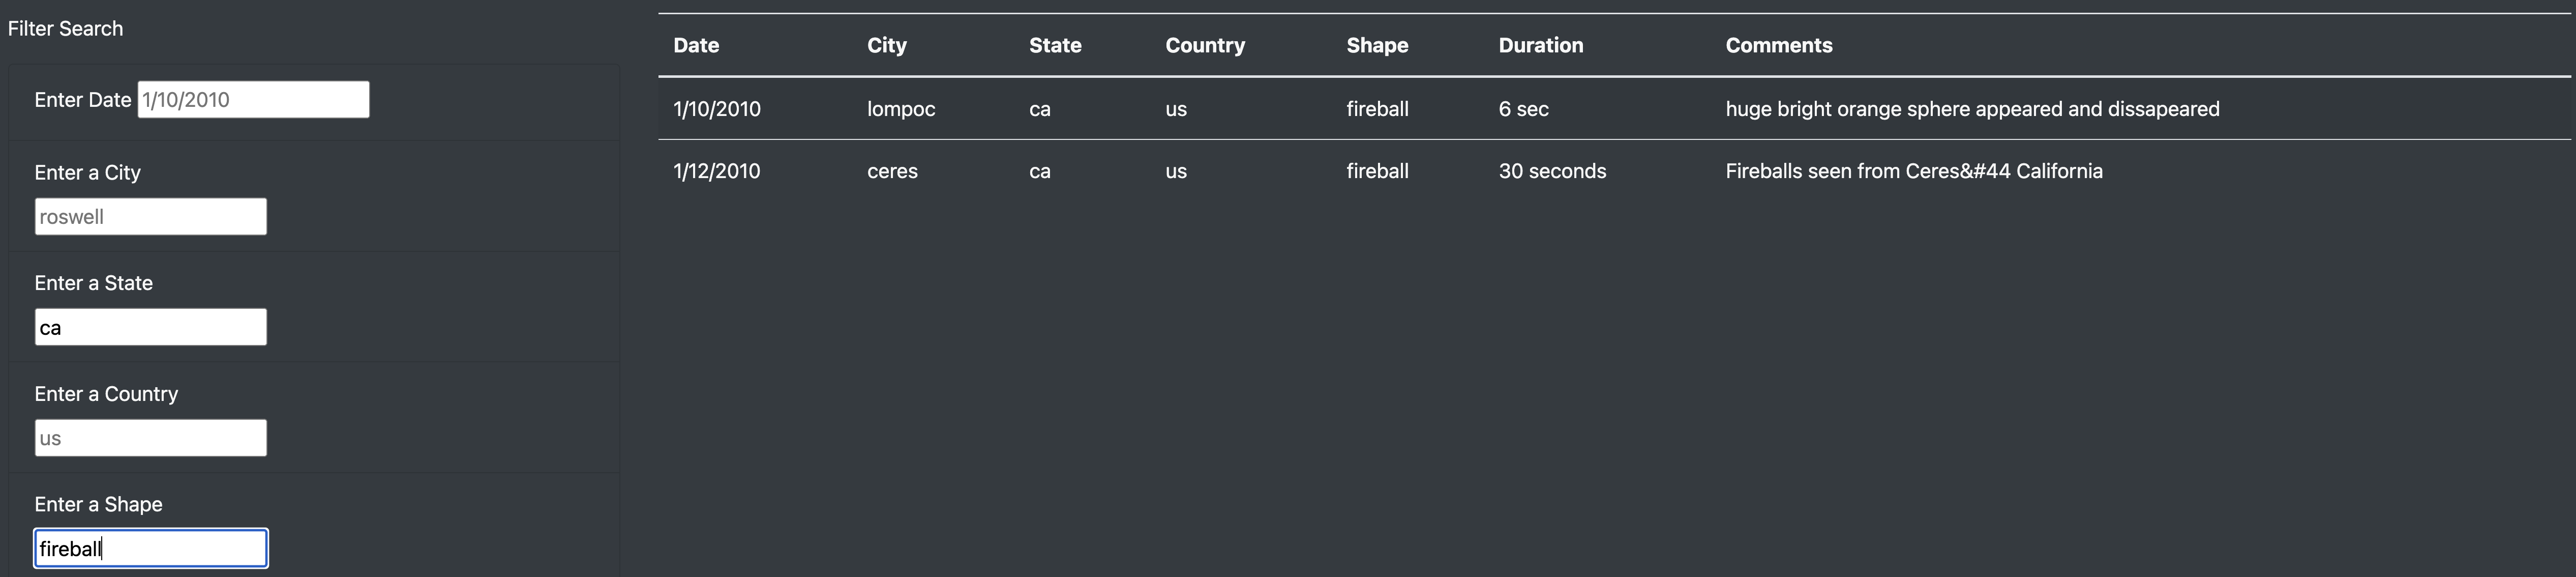 Filter Search
Enter Date 1/10/2010
Enter a City
roswell
Enter a State
ca
Enter a Country
us
Enter a Shape
fireball
Date City State Country Shape Duration Comments
1/10/2010 lompoc ca us fireball 6 sec huge bright orange sphere appeared and dissapeared
1/12/2010 ceres ca us fireball 30 seconds Fireballs seen from Ceres&#44 California